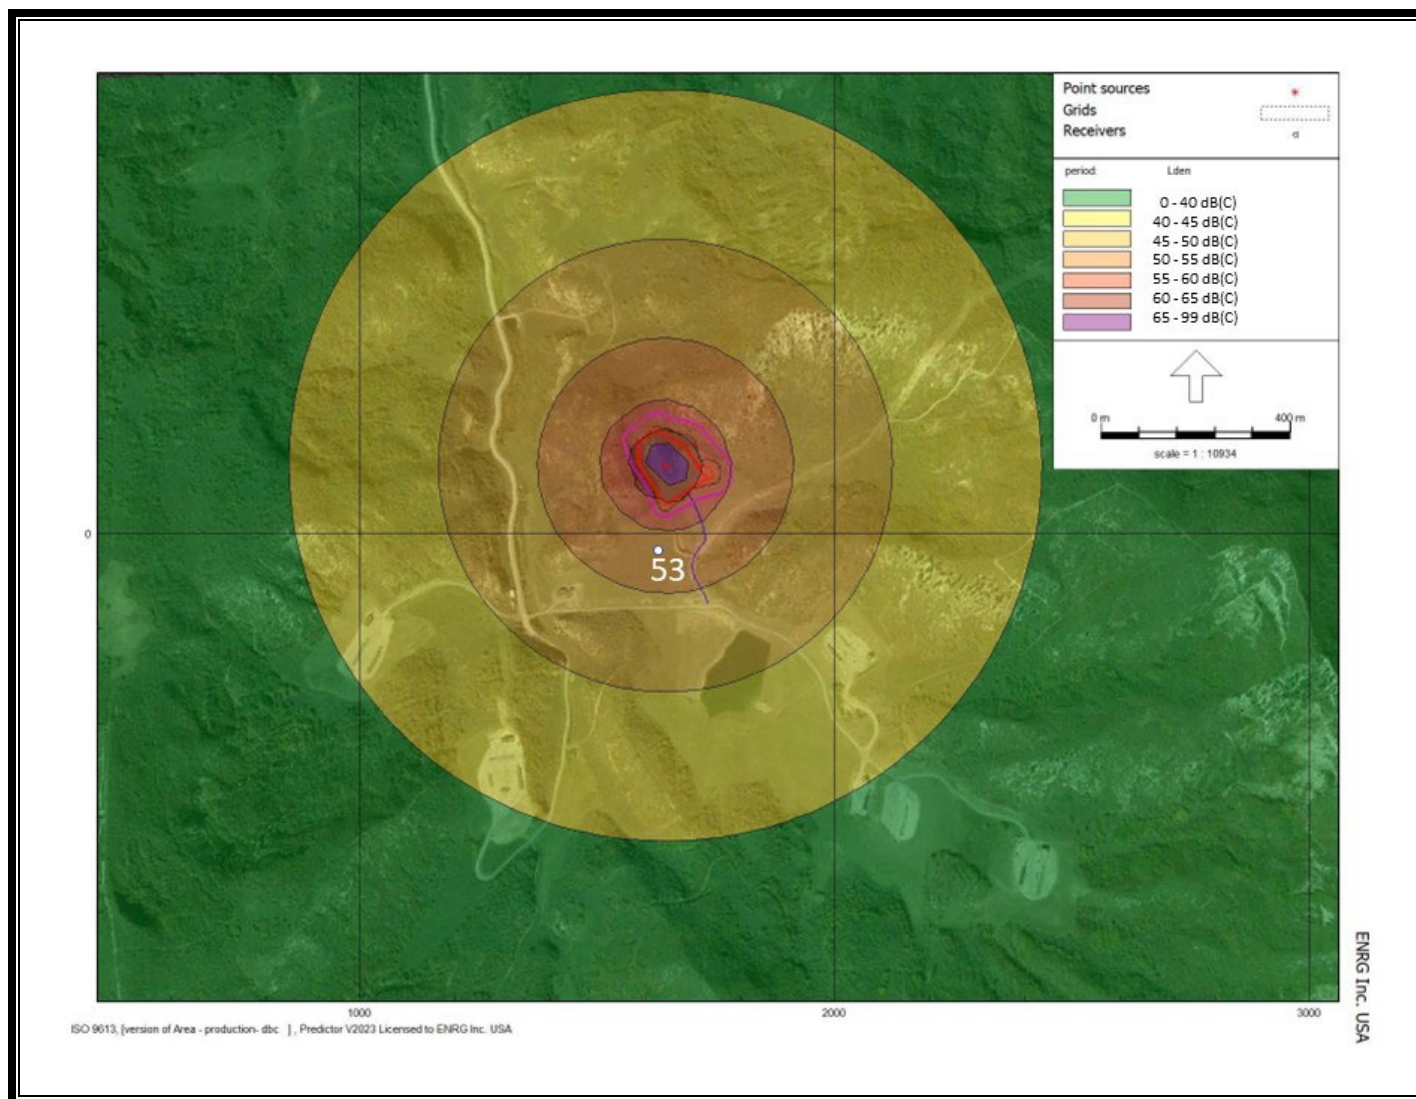 Point sources
Grids
Receivers
period: Lden
0 - 40 dB(C)
40 - 45 dB(C)
45 - 50 dB(C)
50 - 55 dB(C)
55 - 60 dB(C)
60 - 65 dB(C)
65 - 99 dB(C)
0 m 400 m
scale = 1 : 10934
0
53
1000 2000 3000
ISO 9613, [version of Area - production- dbc ] , Predictor V2023 Licensed to ENRG Inc. USA
ENRG Inc. USA